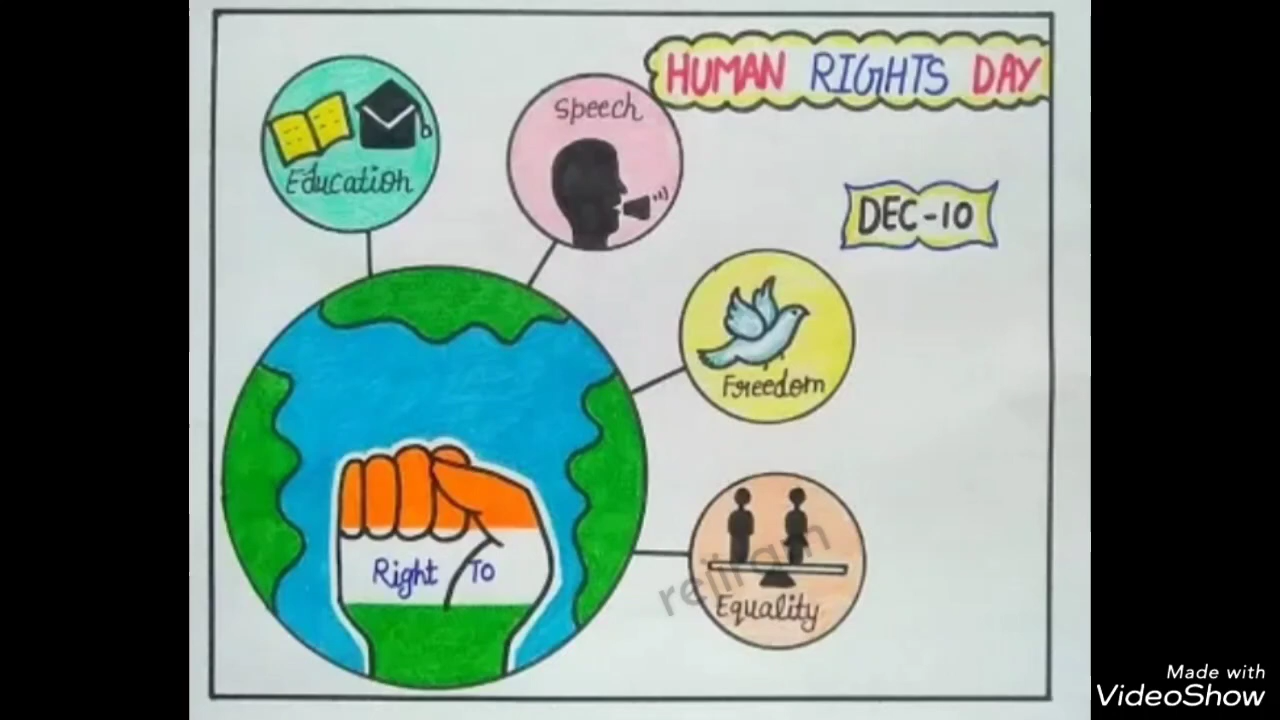 HUMAN RIGHTS DAY
Speech
Education
DEC-10
Freedom
Right To
Equality
Made with
VideoShow